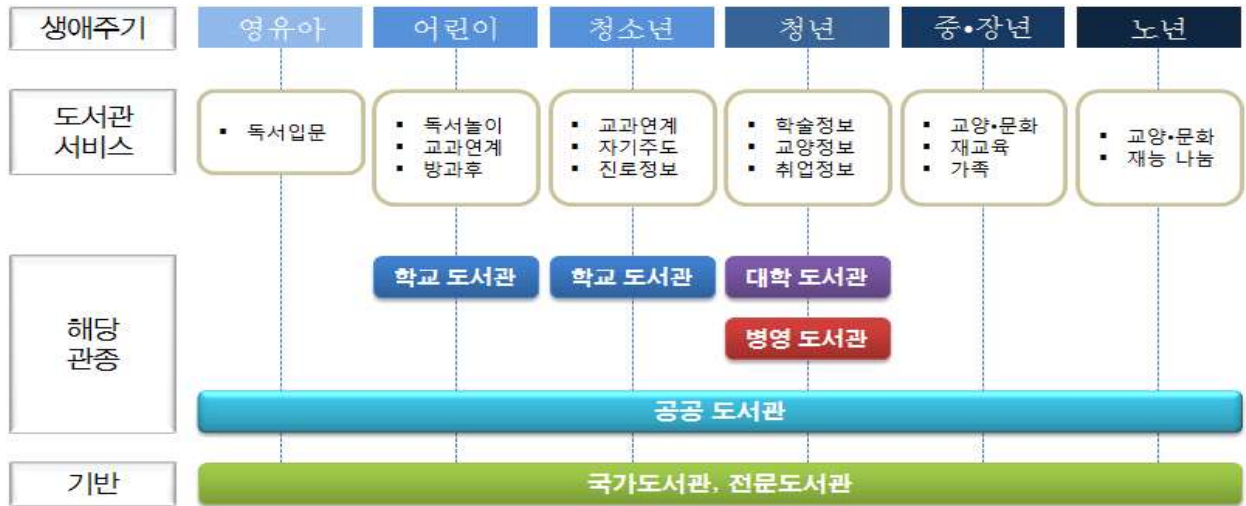 생애주기 영유아 어린이 청소년 청년 중•장년 노년
도서관
서비스
▪ 독서입문
▪ 독서놀이
▪ 교과연계
▪ 방과후
▪ 교과연계
▪ 자기주도
▪ 진로정보
▪ 학술정보
▪ 교양정보
▪ 취업정보
▪ 교양•문화
▪ 재교육
▪ 가족
▪ 교양•문화
▪ 재능 나눔
해당
관종
학교 도서관 학교 도서관 대학 도서관
병영 도서관
공공 도서관
기반 국가도서관, 전문도서관